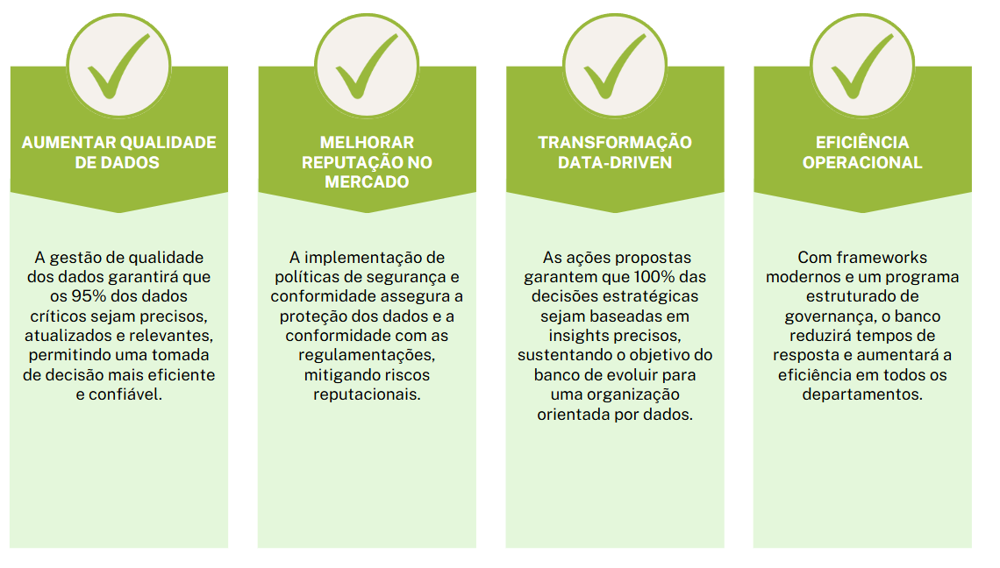 AUMENTAR QUALIDADE
DE DADOS
A gestão de qualidade
dos dados garantirá que
os 95% dos dados
críticos sejam precisos,
atualizados e relevantes,
permitindo uma tomada
de decisão mais eficiente
e confiável.
MELHORAR
REPUTAÇÃO NO
MERCADO
A implementação de
políticas de segurança e
conformidade assegura a
proteção dos dados e a
conformidade com as
regulamentações,
mitigando riscos
reputacionais.
TRANSFORMAÇÃO
DATA-DRIVEN
As ações propostas
garantem que 100% das
decisões estratégicas
sejam baseadas em
insights precisos,
sustentando o objetivo do
banco de evoluir para
uma organização
orientada por dados.
EFICIÊNCIA
OPERACIONAL
Com frameworks
modernos e um programa
estruturado de
governança, o banco
reduzirá tempos de
resposta e aumentará a
eficiência em todos os
departamentos.